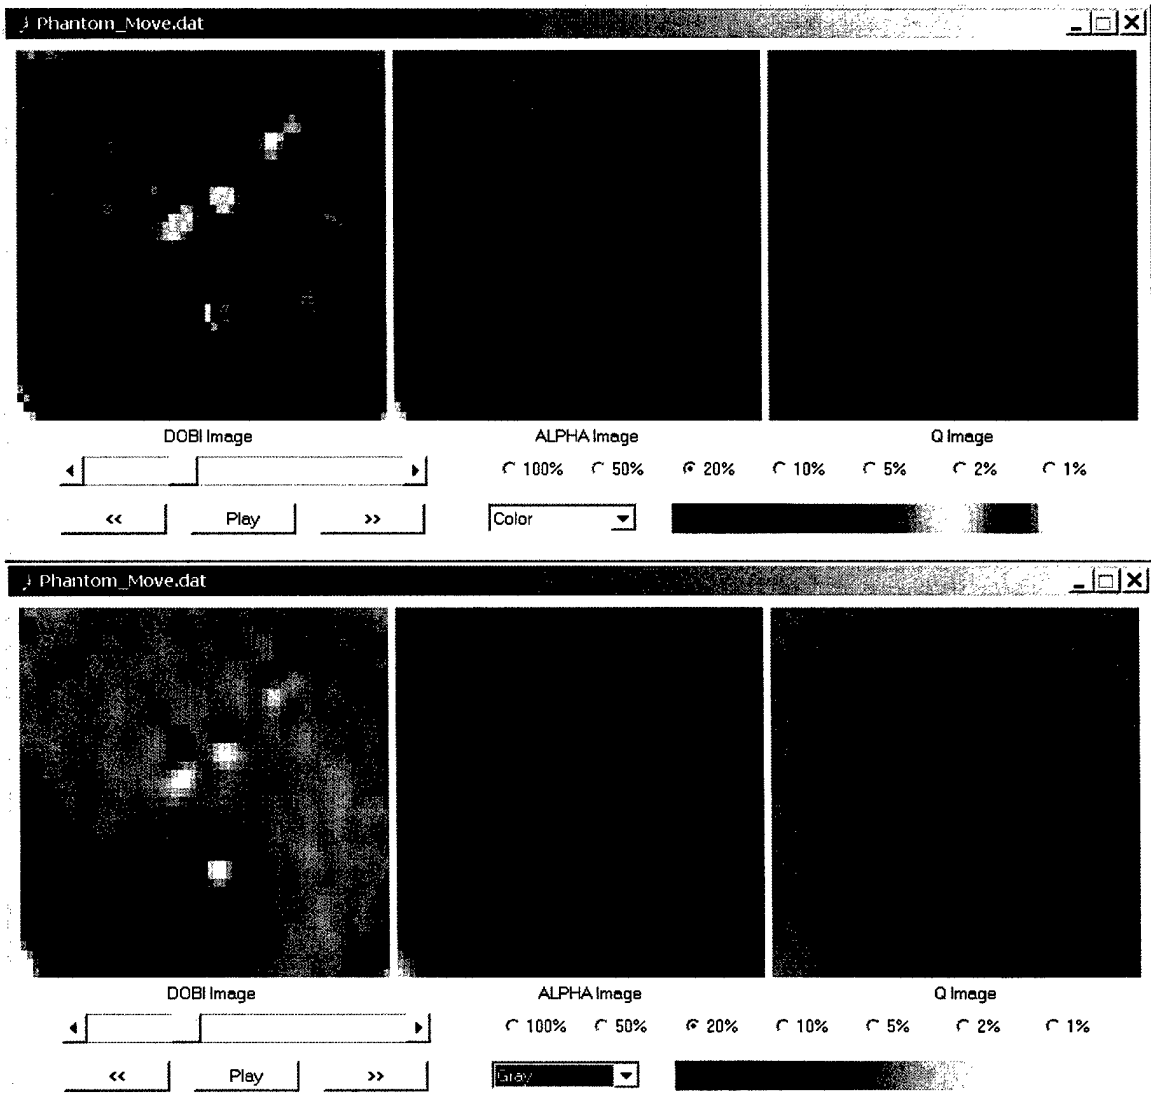 Phantom_Move.dat
DOBI Image ALPHA Image Q Image
100% 50% 20% 10% 5% 2% 1%
<< Play >>
Color
Phantom_Move.dat
DOBI Image ALPHA Image Q Image
100% 50% 20% 10% 5% 2% 1%
<< Play >>
Gray